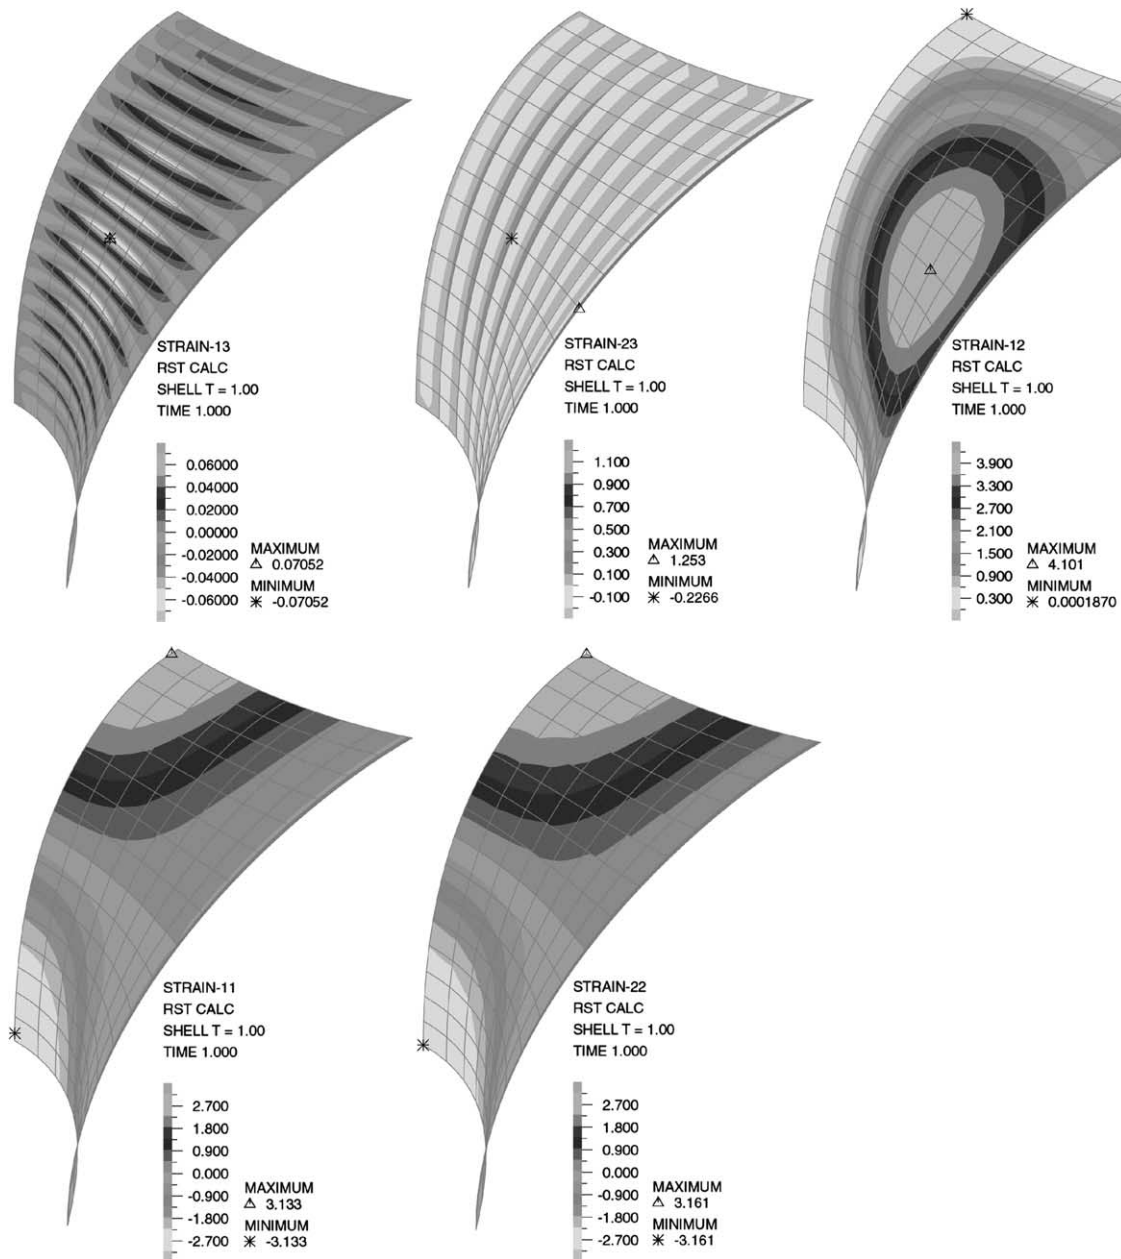 STRAIN-13
RST CALC
SHELL T = 1.00
TIME 1.000
0.06000
0.04000
0.02000
0.00000
-0.02000
-0.04000
-0.06000
MAXIMUM
△ 0.07052
MINIMUM
✳ -0.07052
STRAIN-23
RST CALC
SHELL T = 1.00
TIME 1.000
1.100
0.900
0.700
0.500
0.300
0.100
-0.100
MAXIMUM
△ 1.253
MINIMUM
✳ -0.2266
STRAIN-12
RST CALC
SHELL T = 1.00
TIME 1.000
3.900
3.300
2.700
2.100
1.500
0.900
0.300
MAXIMUM
△ 4.101
MINIMUM
✳ 0.0001870
STRAIN-11
RST CALC
SHELL T = 1.00
TIME 1.000
2.700
1.800
0.900
0.000
-0.900
-1.800
-2.700
MAXIMUM
△ 3.133
MINIMUM
✳ -3.133
STRAIN-22
RST CALC
SHELL T = 1.00
TIME 1.000
2.700
1.800
0.900
0.000
-0.900
-1.800
-2.700
MAXIMUM
△ 3.161
MINIMUM
✳ -3.161